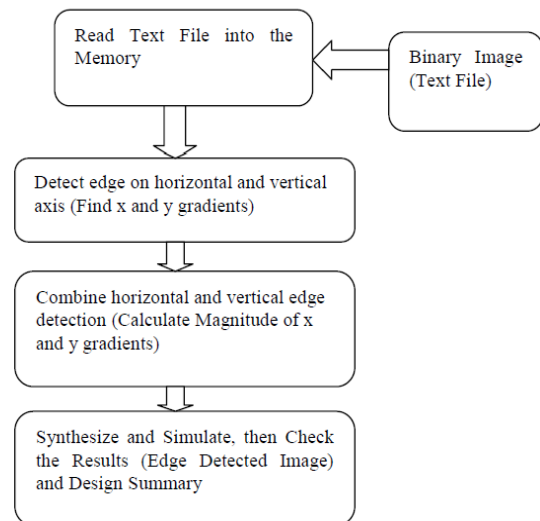 Read Text File into the
Memory
Binary Image
(Text File)
Detect edge on horizontal and vertical
axis (Find x and y gradients)
Combine horizontal and vertical edge
detection (Calculate Magnitude of x
and y gradients)
Synthesize and Simulate, then Check
the Results (Edge Detected Image)
and Design Summary